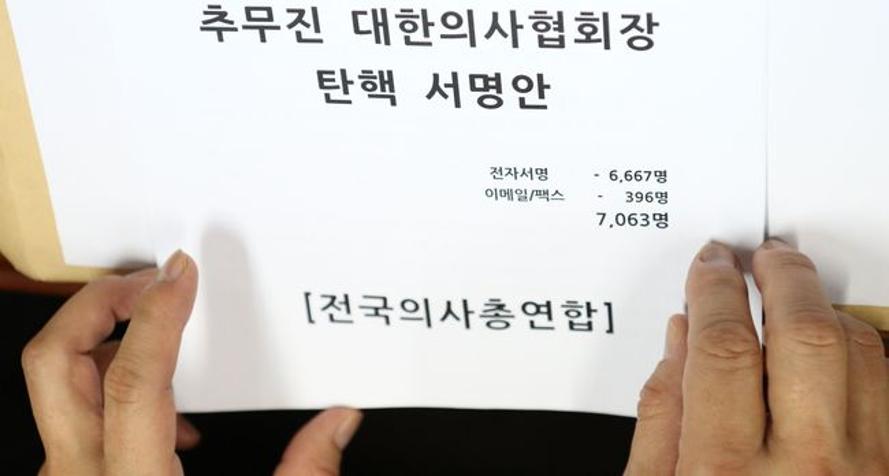 추무진 대한의사협회장
탄핵 서명안
전자서명 - 6,667명
이메일/팩스 - 396명
7,063명
[전국의사총연합]